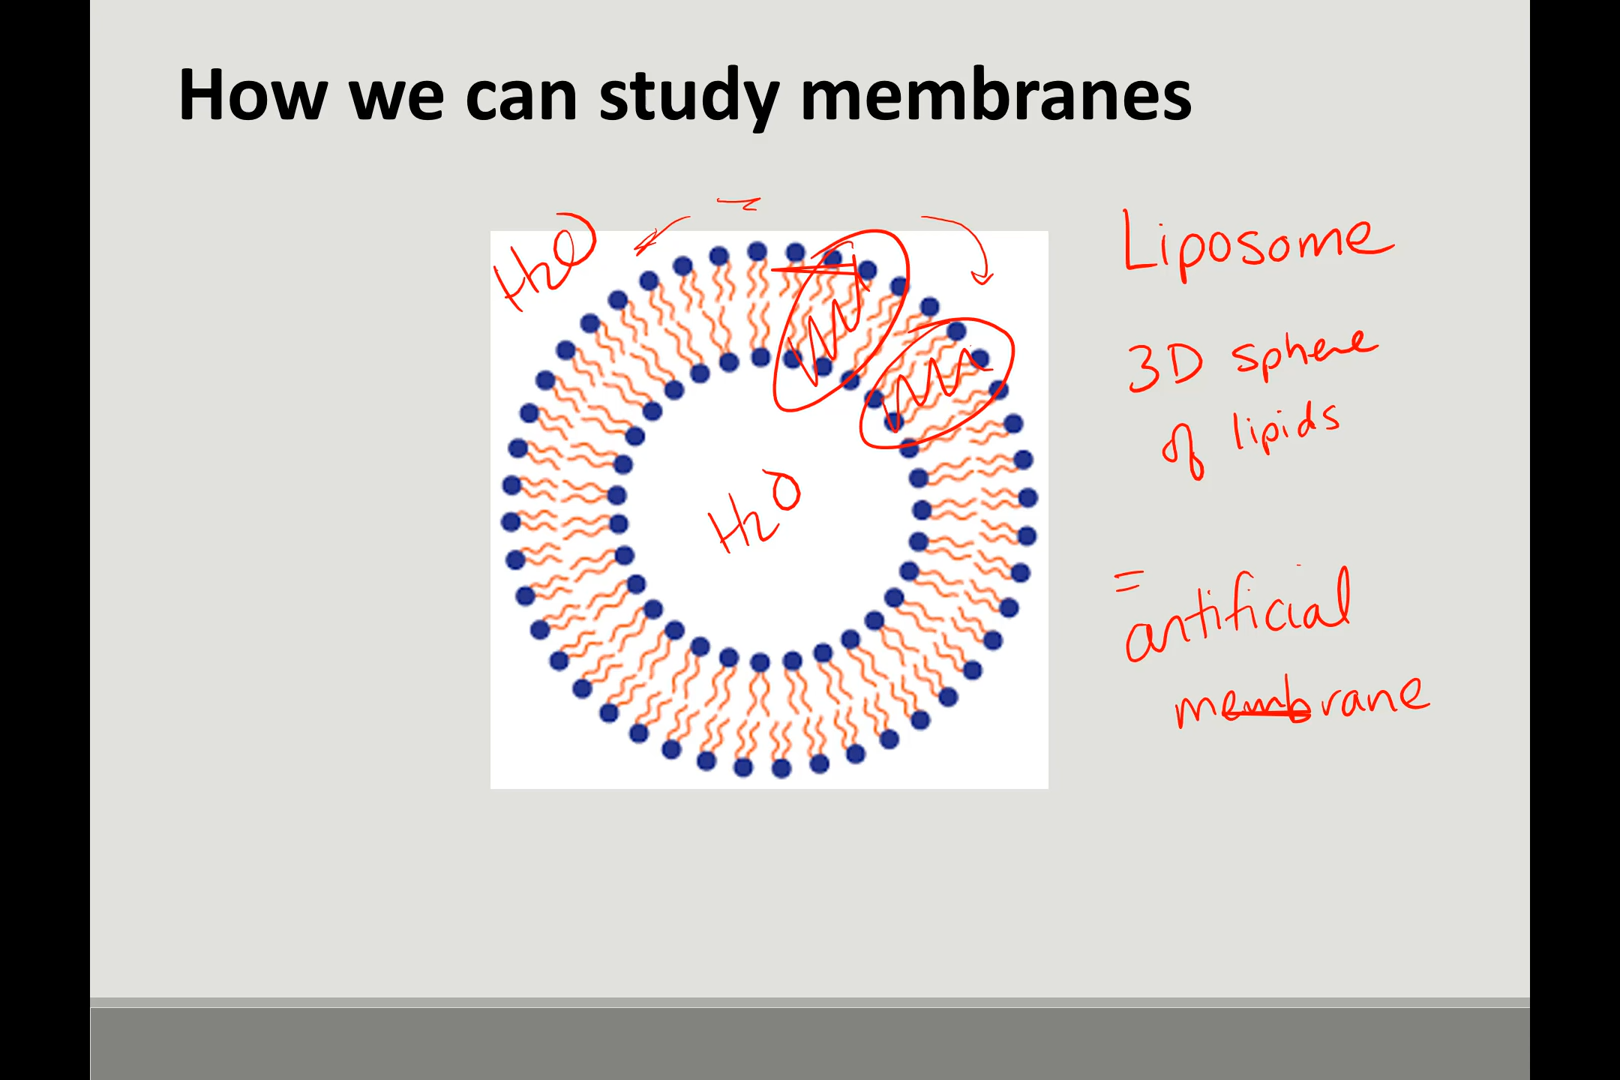 How we can study membranes
H2O
Liposome
3D sphere
of lipids
H2O
=
artificial
membrane